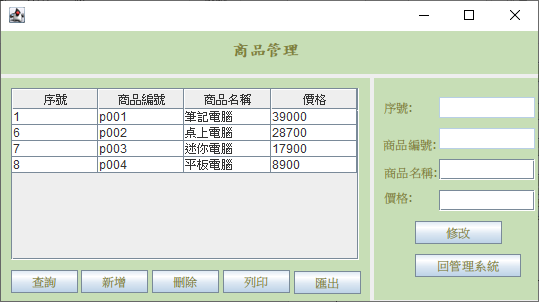 商品管理
序號 商品編號 商品名稱 價格
1 p001 筆記電腦 39000
6 p002 桌上電腦 28700
7 p003 迷你電腦 17900
8 p004 平板電腦 8900
查詢 新增 刪除 列印 匯出
序號:
商品編號:
商品名稱:
價格:
修改
回管理系統